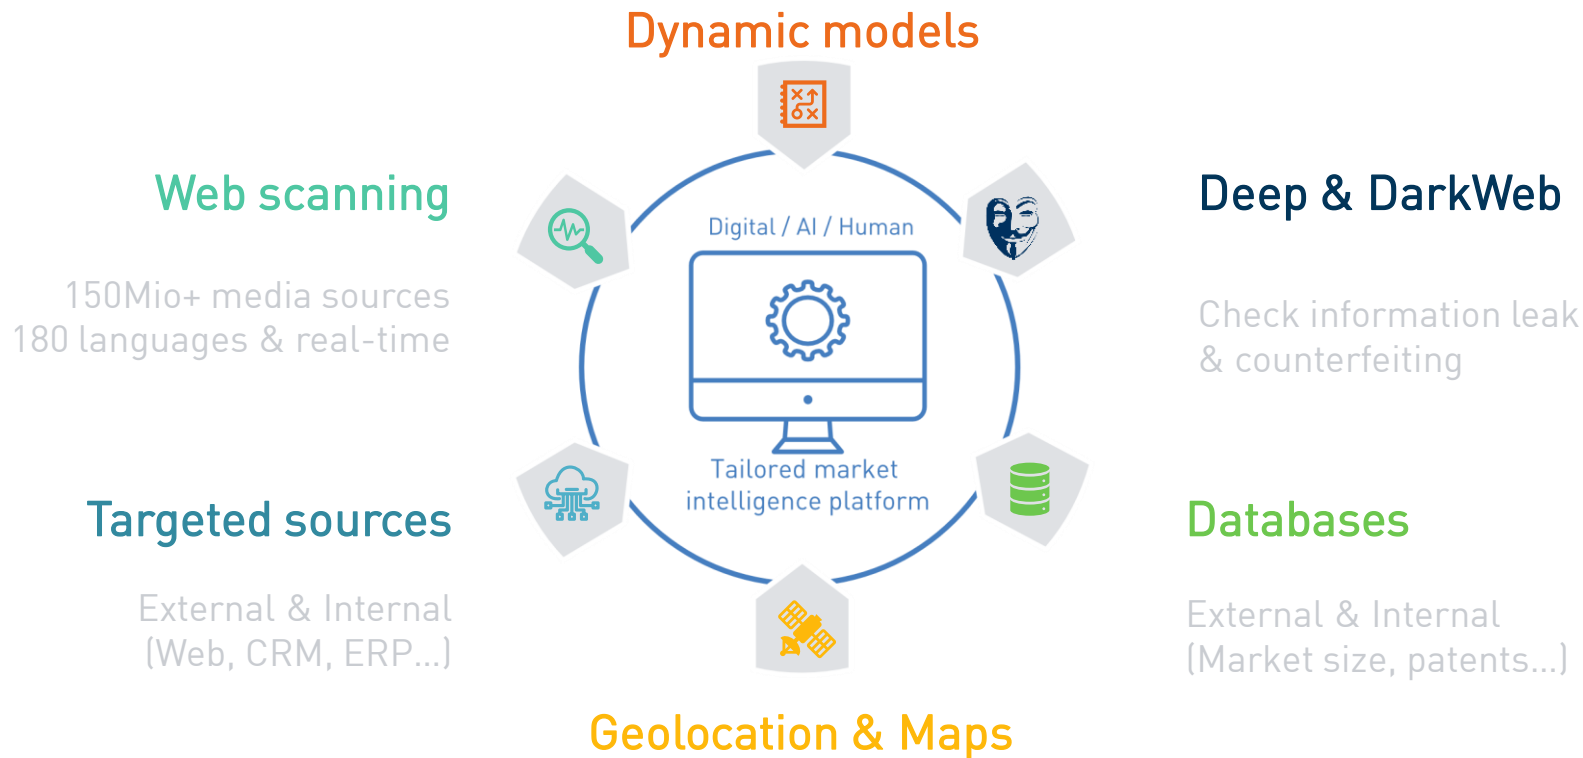 Dynamic models
Web scanning
150Mio+ media sources
180 languages & real-time
Digital / AI / Human
Tailored market
intelligence platform
Deep & DarkWeb
Check information leak
& counterfeiting
Targeted sources
External & Internal
(Web, CRM, ERP...)
Databases
External & Internal
(Market size, patents...)
Geolocation & Maps